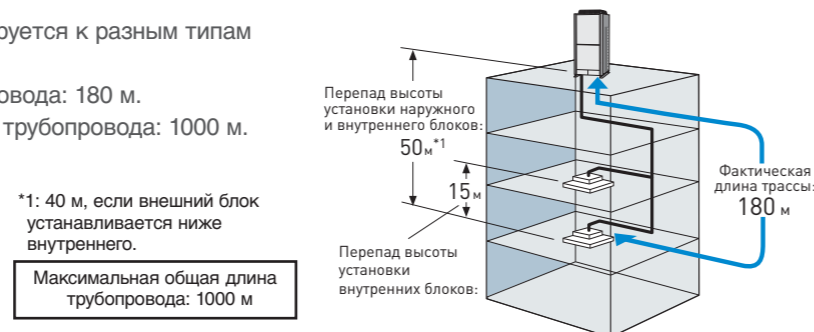 руется к разным типам
овода: 180 м.
трубопровода: 1000 м.
*1: 40 м, если внешний блок
устанавливается ниже
внутреннего.
Максимальная общая длина
трубопровода: 1000 м
Перепад высоты
установки наружного
и внутреннего блоков:
50м*1
15м
Перепад высоты
установки
внутренних блоков:
Фактическая
длина трассы:
180 м